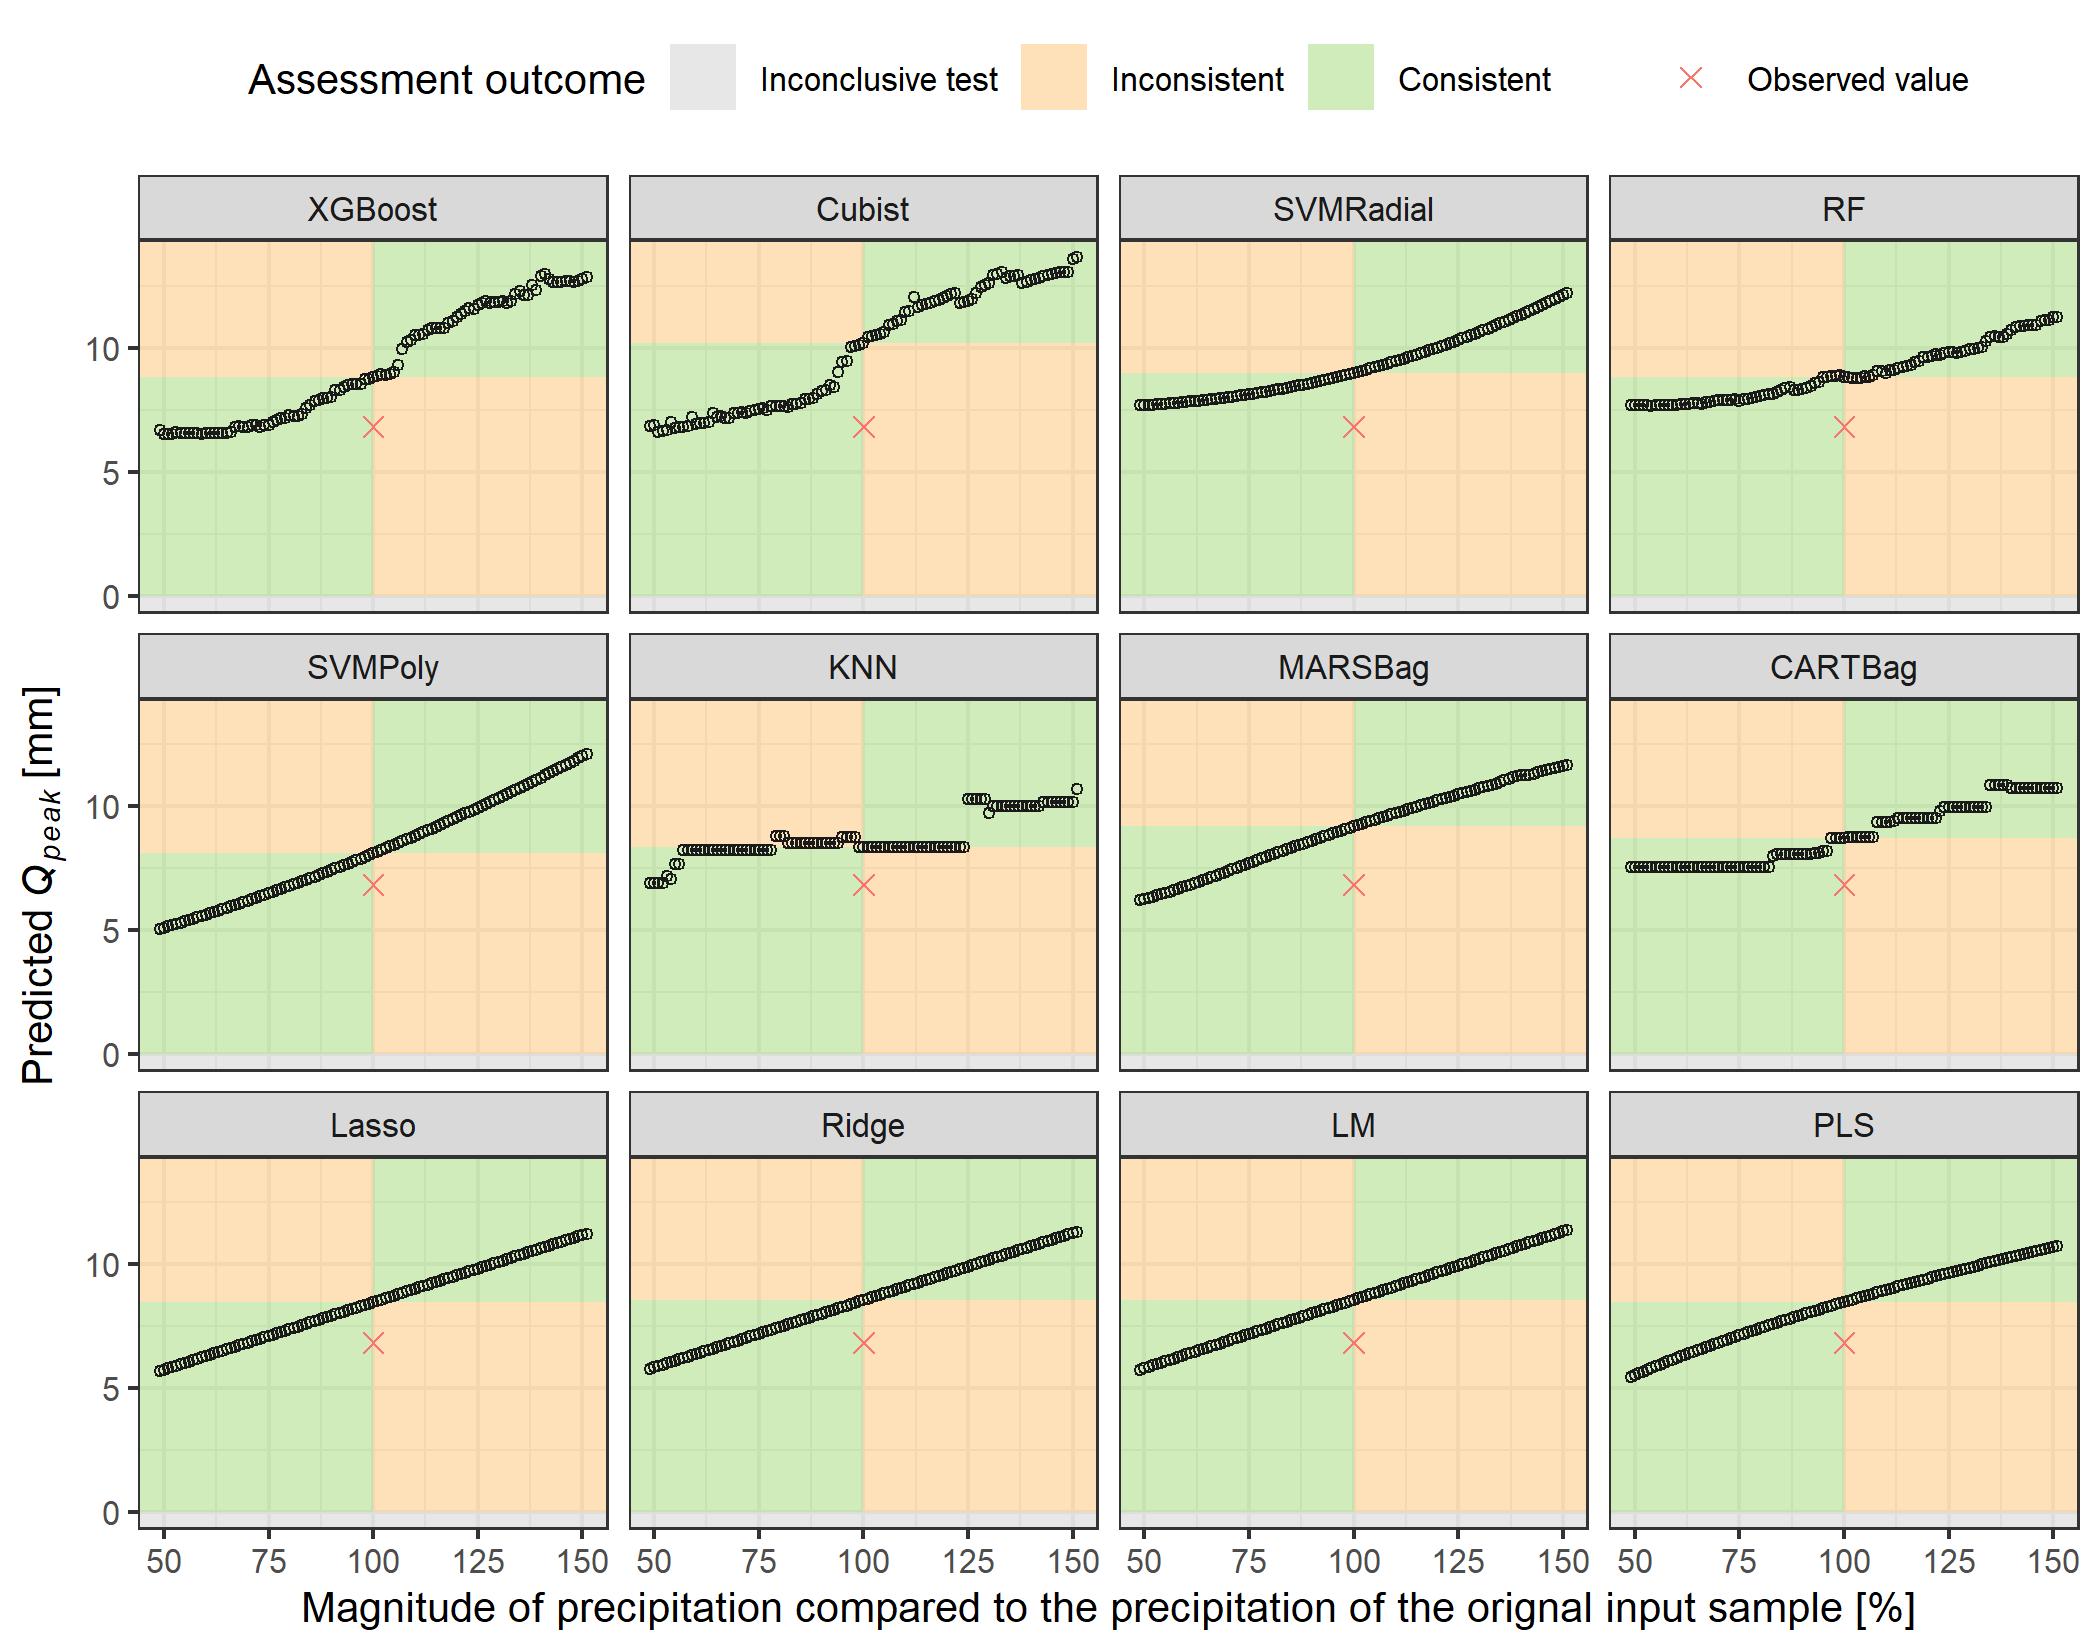 Assessment outcome Inconclusive test Inconsistent Consistent Observed value
XGBoost Cubist SVMRadial RF
10
5
0
SVMPoly KNN MARSBag CARTBag
10
5
0
Lasso Ridge LM PLS
10
5
0
Predicted Qpeak [mm]
50 75 100 125 150 50 75 100 125 150 50 75 100 125 150 50 75 100 125 150
Magnitude of precipitation compared to the precipitation of the orignal input sample [%]